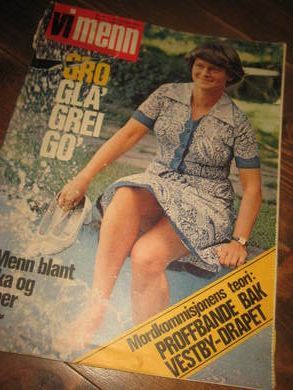 Vi menn
GRO
GLA'
GREI
GO'
Menn blant
ka og
er
Mordkommisjonens teori:
PROFFBANDE BAK
VESTBY-DRAPET